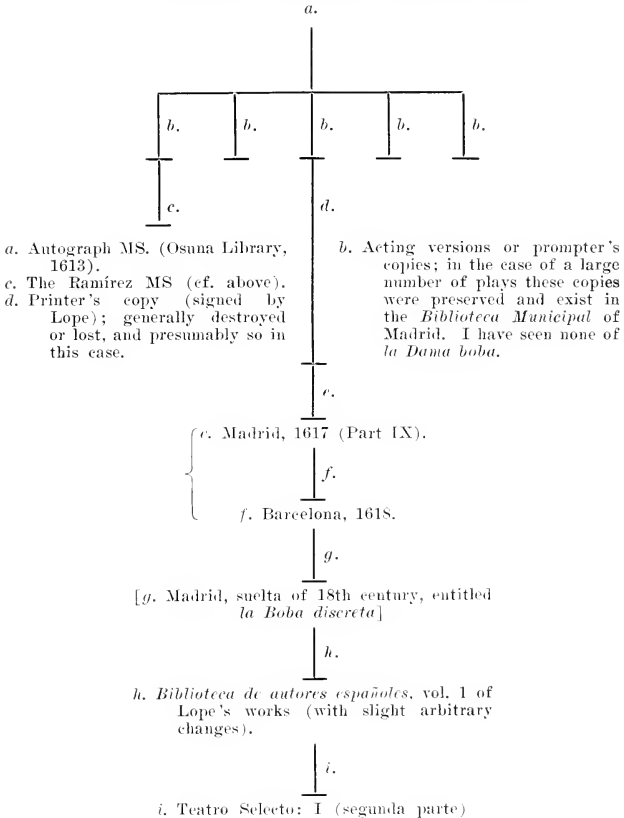 a.
b. b. b. b. b.
c.
d.
a. Autograph MS. (Osuna Library,
1613).
c. The Ramírez MS (cf. above).
d. Printer's copy (signed by
Lope); generally destroyed
or lost, and presumably so in
this case.
b. Acting versions or prompter's
copies; in the case of a large
number of plays these copies
were preserved and exist in
the Biblioteca Municipal of
Madrid. I have seen none of
la Dama boba.
e.
e. Madrid, 1617 (Part IX).
f.
f. Barcelona, 1618.
g.
[g. Madrid, suelta of 18th century, entitled
la Boba discreta]
h.
h. Biblioteca de autores españoles, vol. 1 of
Lope's works (with slight arbitrary
changes).
i.
i. Teatro Selecto: I (segunda parte)